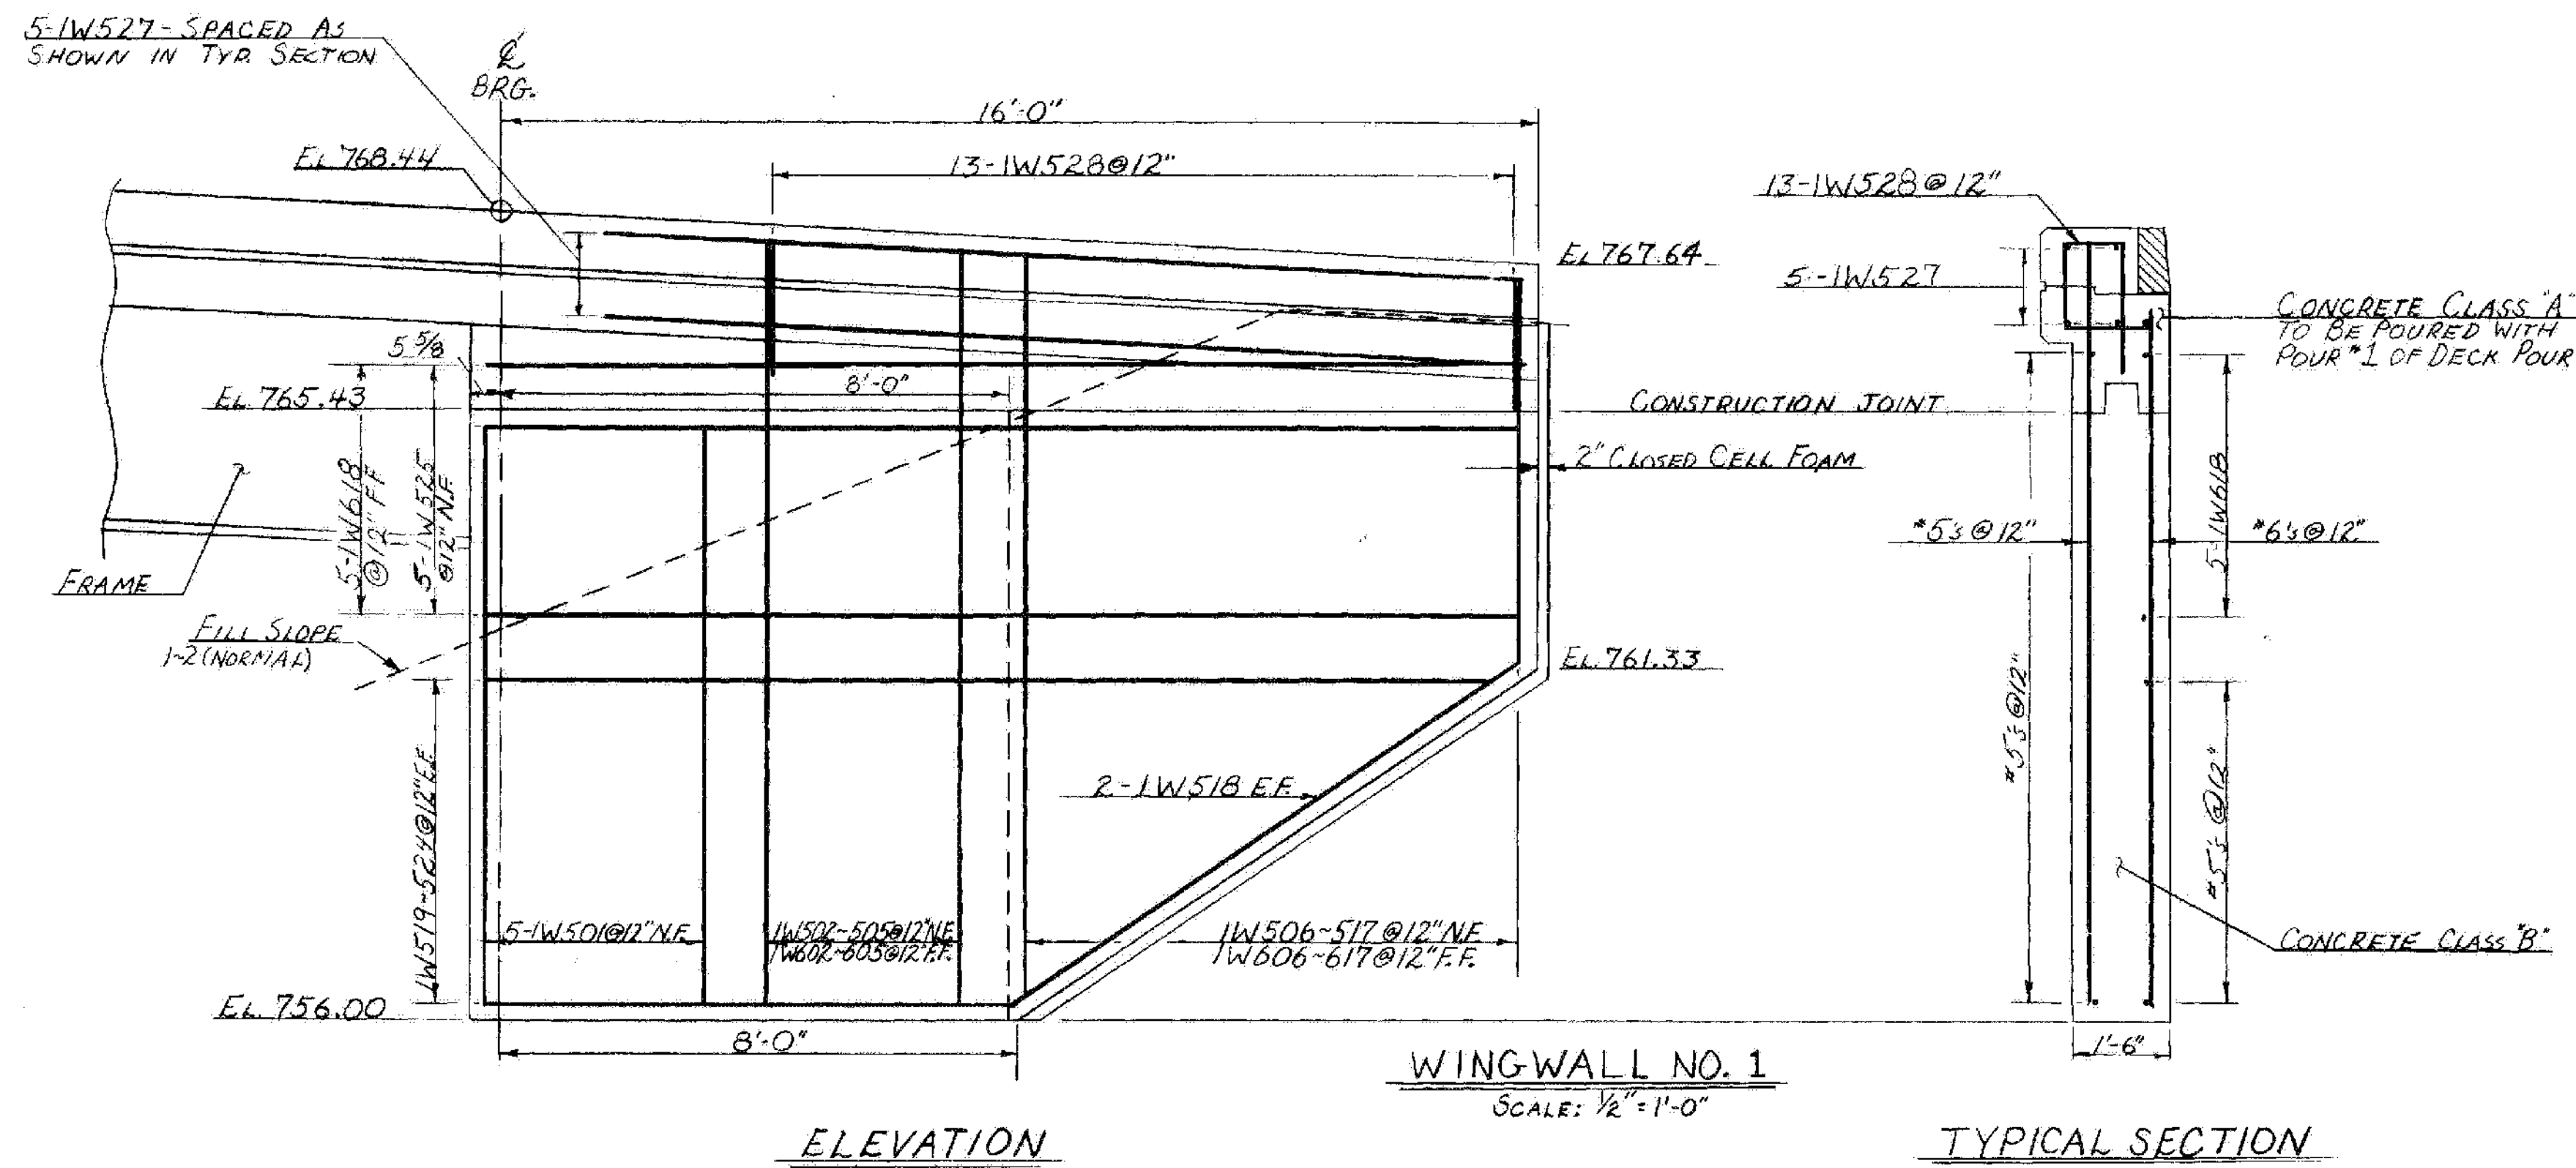 5-1W527-SPACED AS
SHOWN IN TYP. SECTION
℄
BRG.
16'-0"
EL 768.44
13-1W528@12"
EL 767.64
5 5/8
8'-0"
EL 765.43
CONSTRUCTION JOINT
2" CLOSED CELL FOAM
5-1W618
@12" F.F.
5-1W525
@12" N.F.
FRAME
FILL SLOPE
1~2 (NORMAL)
EL 761.33
1W519~524@12" E.F.
2-1W518 E.F.
5-1W501@12" N.F.
1W502~505@12" N.F.
1W602~605@12" F.F.
1W506~517@12" N.F.
1W606~617@12" F.F.
EL. 756.00
8'-0"
ELEVATION
WINGWALL NO. 1
SCALE: 1/2"=1'-0"
13-1W528@12"
5-1W527
CONCRETE CLASS "A"
TO BE POURED WITH
POUR #1 OF DECK POUR
#5's @12"
#6's @12"
5-1W618
#5's @12"
#5's @12"
CONCRETE CLASS "B"
1'-6"
TYPICAL SECTION